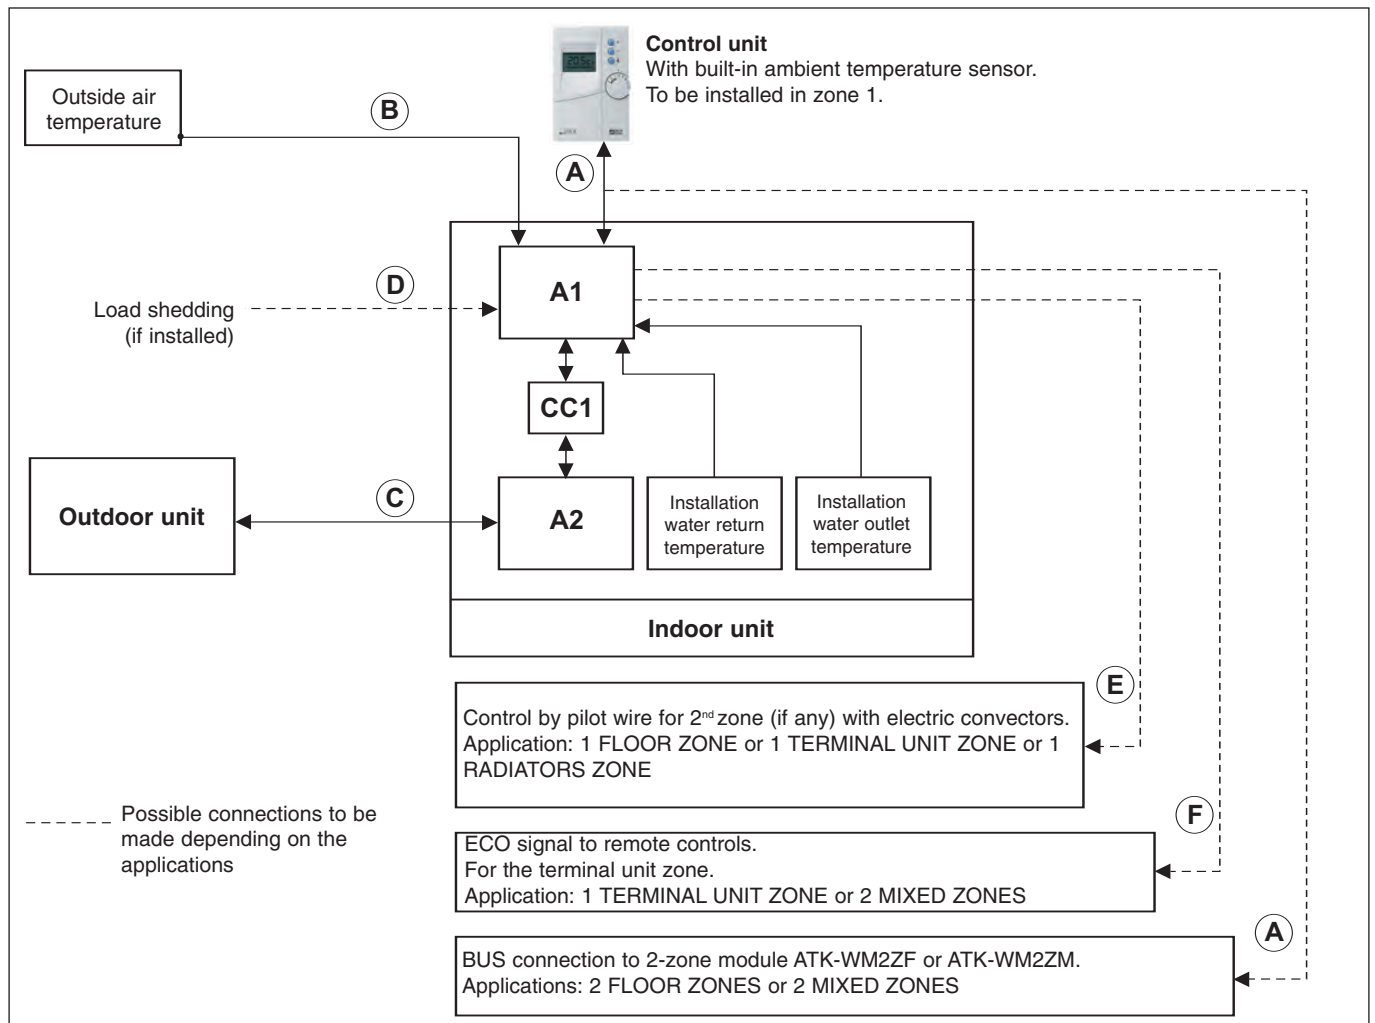 Control unit
With built-in ambient temperature sensor.
To be installed in zone 1.
20.5c
Outside air
temperature
B
A
D
Load shedding
(if installed)
A1
CC1
C
Outdoor unit
A2
Installation
water return
temperature
Installation
water outlet
temperature
Indoor unit
E
Control by pilot wire for 2nd zone (if any) with electric convectors.
Application: 1 FLOOR ZONE or 1 TERMINAL UNIT ZONE or 1
RADIATORS ZONE
Possible connections to be
made depending on the
applications
F
ECO signal to remote controls.
For the terminal unit zone.
Application: 1 TERMINAL UNIT ZONE or 2 MIXED ZONES
A
BUS connection to 2-zone module ATK-WM2ZF or ATK-WM2ZM.
Applications: 2 FLOOR ZONES or 2 MIXED ZONES